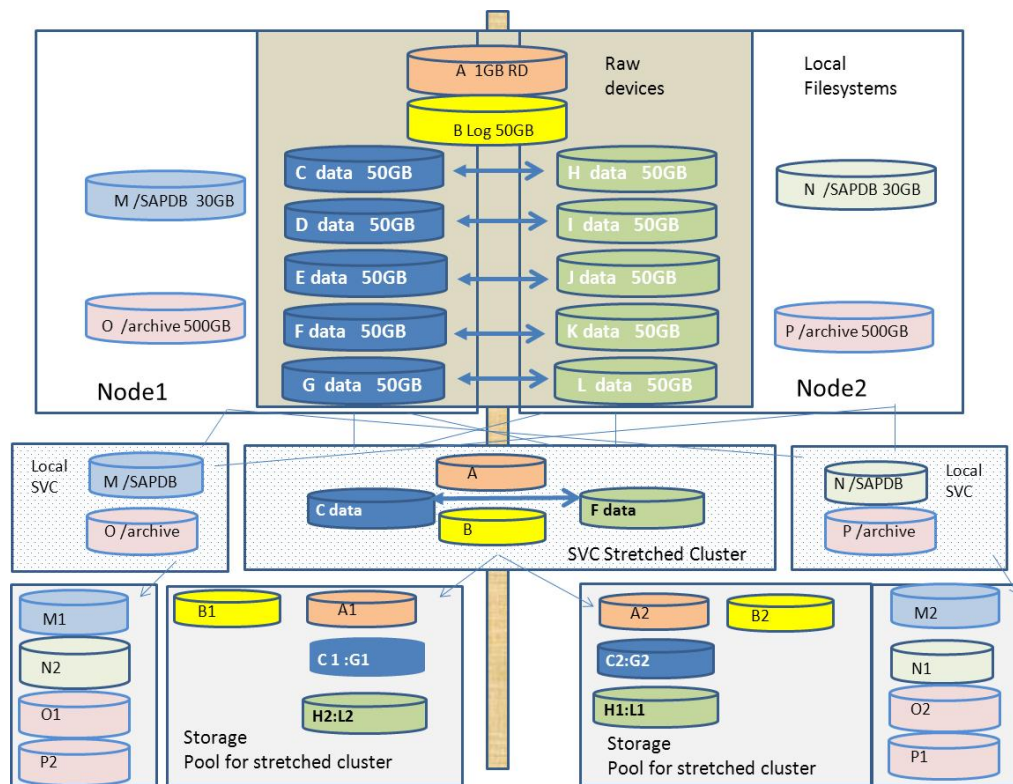 A 1GB RD
Raw
devices
Local
Filesystems
B Log 50GB
C data 50GB
H data 50GB
M /SAPDB 30GB
N /SAPDB 30GB
D data 50GB
I data 50GB
E data 50GB
J data 50GB
O /archive 500GB
F data 50GB
K data 50GB
P /archive 500GB
G data 50GB
L data 50GB
Node1
Node2
Local
SVC
M /SAPDB
O /archive
A
C data
F data
B
SVC Stretched Cluster
N /SAPDB
Local
SVC
P /archive
M1
N2
O1
P2
B1
A1
C 1 :G1
H2:L2
Storage
Pool for stretched cluster
A2
B2
C2:G2
H1:L1
Storage
Pool for stretched cluster
M2
N1
O2
P1